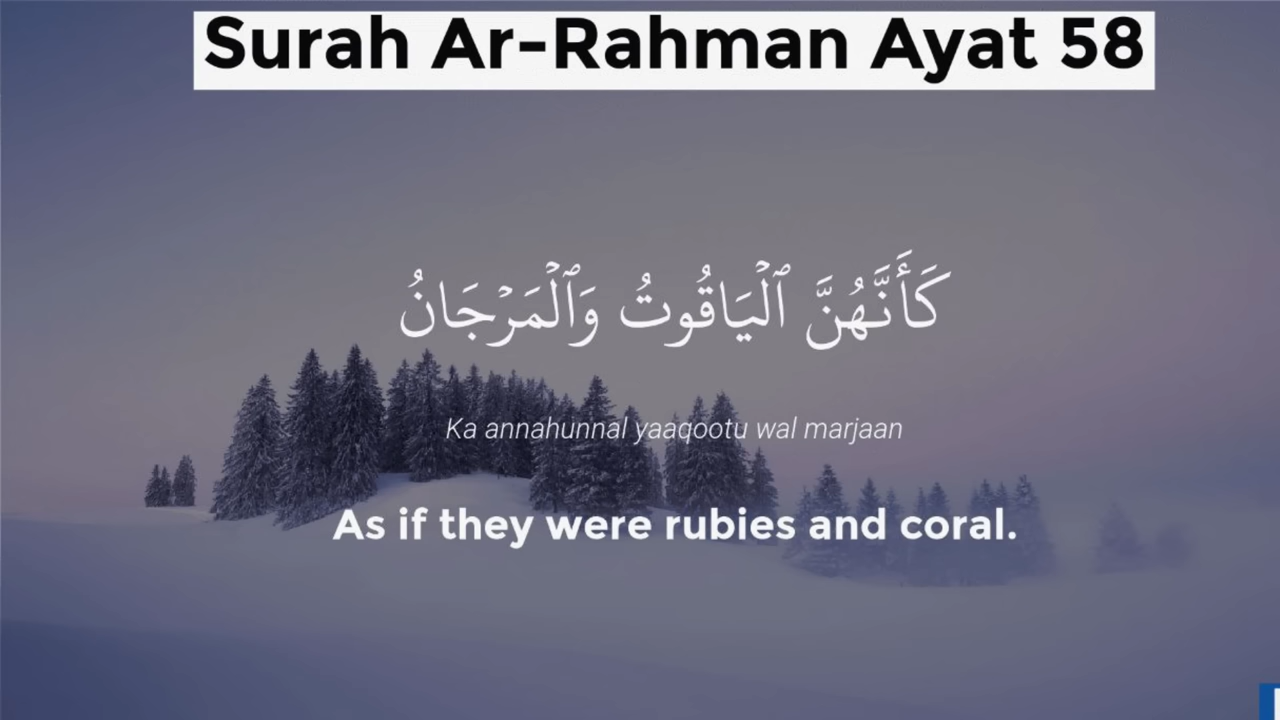 Surah Ar-Rahman Ayat 58
كَأَنَّهُنَّ ٱلْيَاقُوتُ وَٱلْمَرْجَانُ
Ka annahunnal yaaqootu wal marjaan
As if they were rubies and coral.